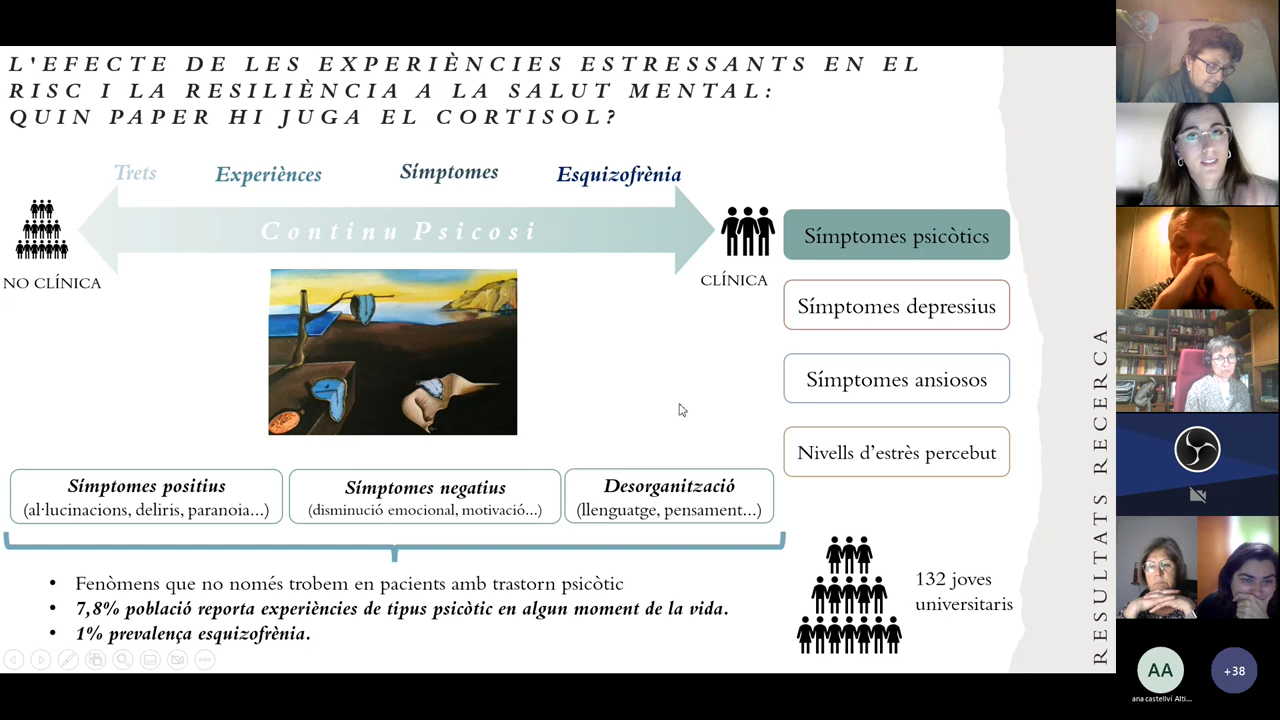 L'EFECTE DE LES EXPERIÈNCIES ESTRESSANTS EN EL
RISC I LA RESILIÈNCIA A LA SALUT MENTAL:
QUIN PAPER HI JUGA EL CORTISOL?
Trets
Experiènces
Símptomes
Esquizofrènia
Continu Psicosi
NO CLÍNICA
CLÍNICA
Símptomes psicòtics
Símptomes depressius
Símptomes ansiosos
Nivells d'estrès percebut
Símptomes positius
(al·lucinacions, deliris, paranoia...)
Símptomes negatius
(disminució emocional, motivació...)
Desorganització
(llenguatge, pensament...)
• Fenòmens que no només trobem en pacients amb trastorn psicòtic
• 7,8% població reporta experiències de tipus psicòtic en algun moment de la vida.
• 1% prevalença esquizofrènia.
132 joves
universitaris
RESULTATS RECERCA
AA
ana castellví Alti...
+38